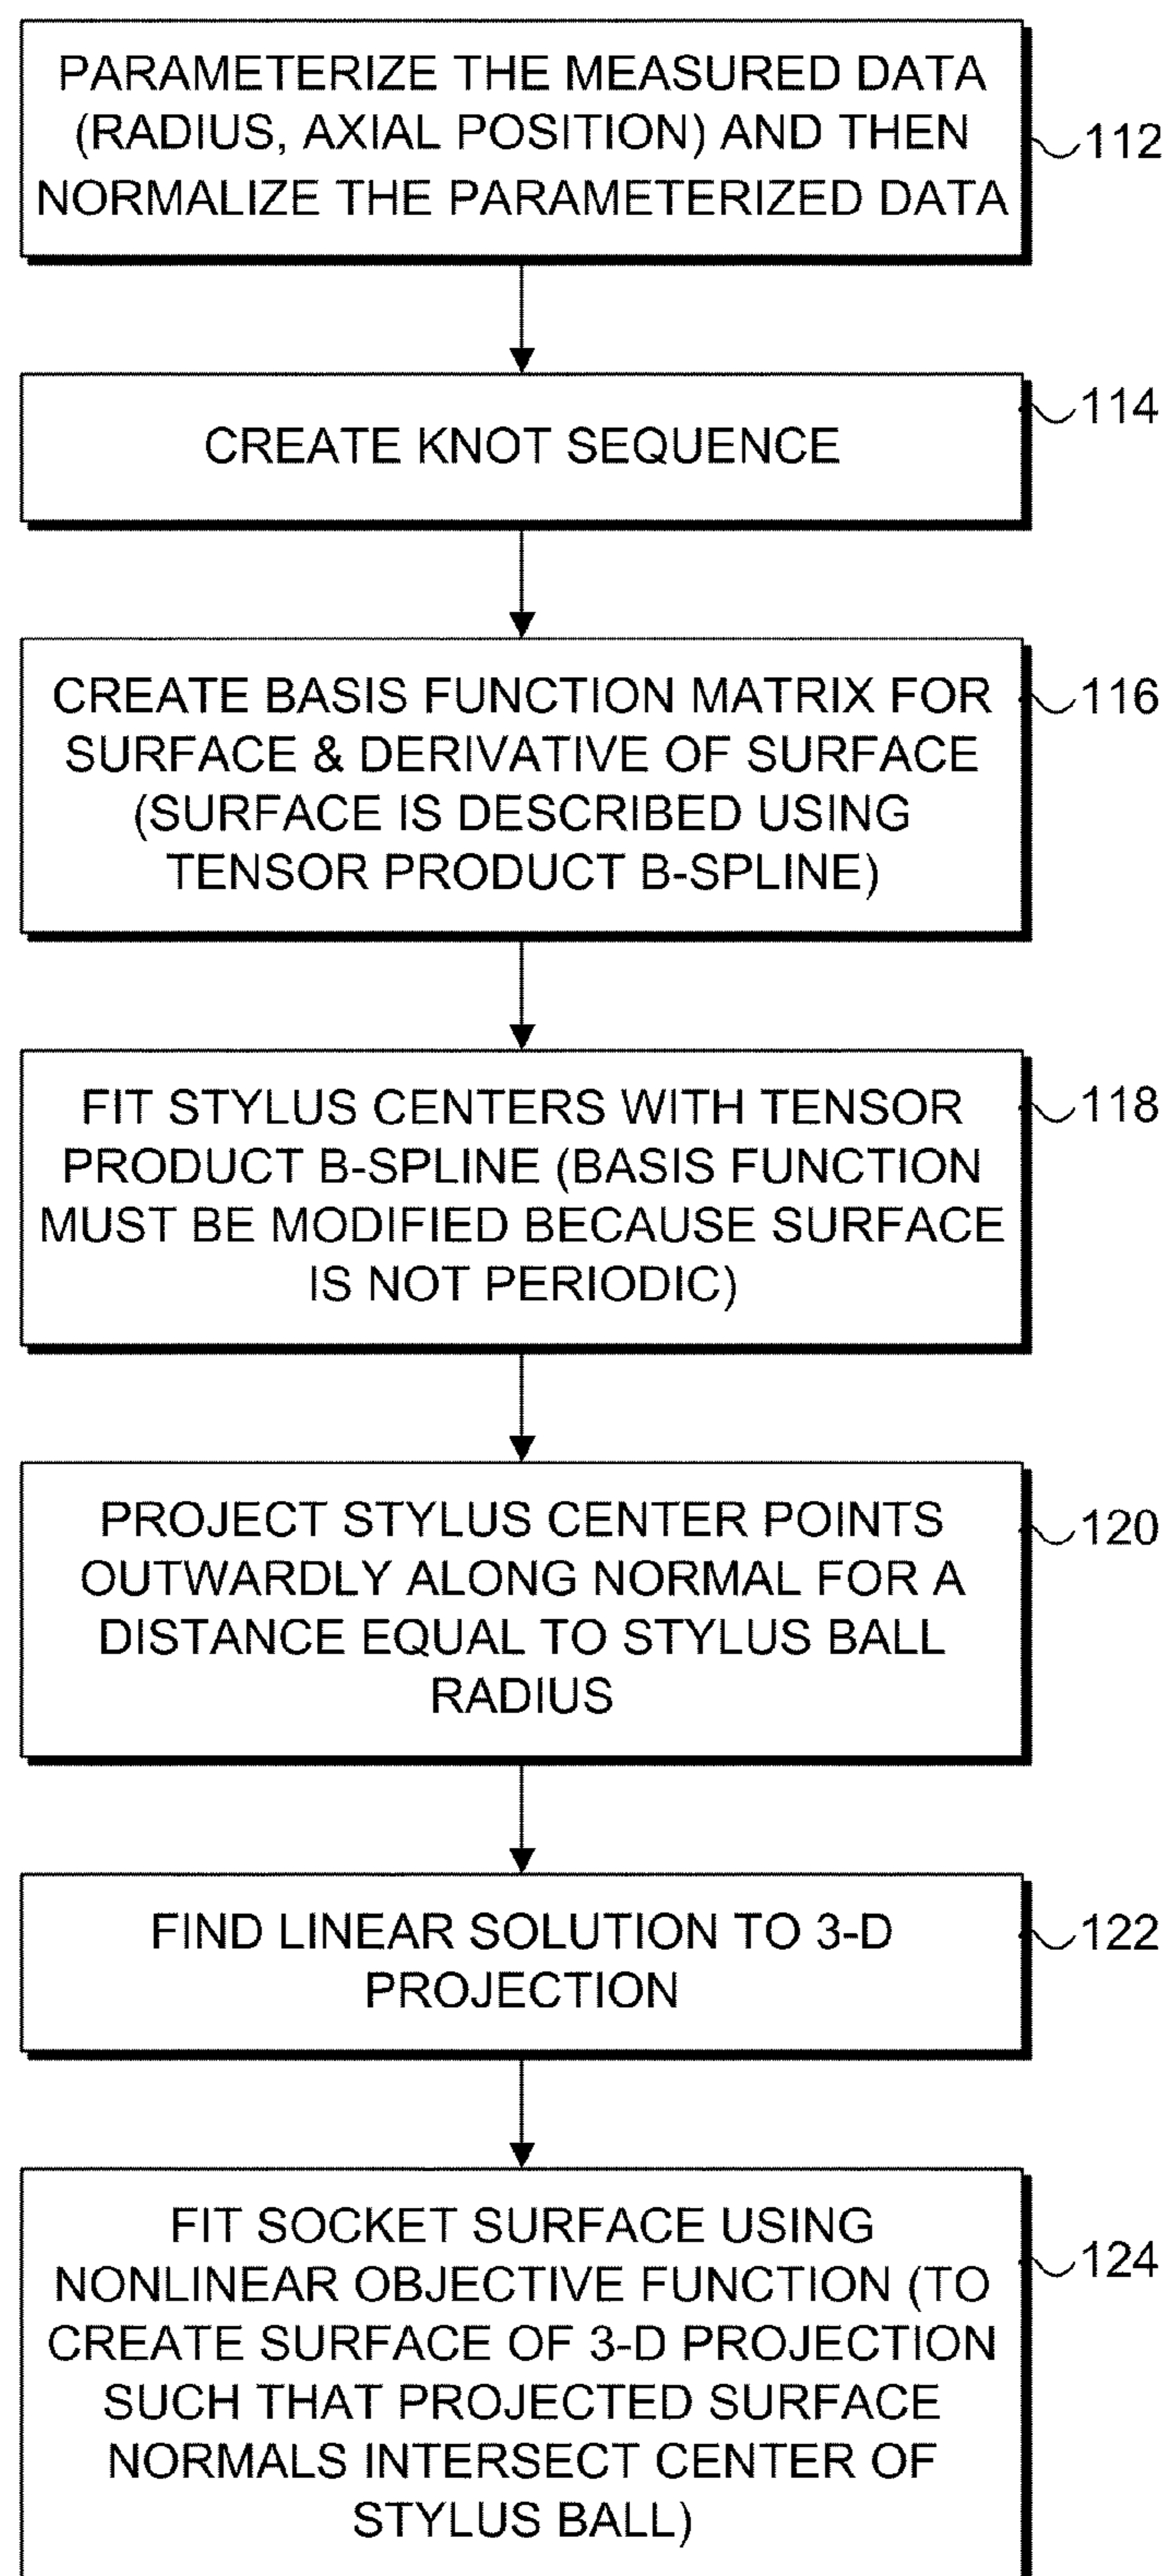 PARAMETERIZE THE MEASURED DATA
(RADIUS, AXIAL POSITION) AND THEN
NORMALIZE THE PARAMETERIZED DATA
112
CREATE KNOT SEQUENCE
114
CREATE BASIS FUNCTION MATRIX FOR
SURFACE & DERIVATIVE OF SURFACE
(SURFACE IS DESCRIBED USING
TENSOR PRODUCT B-SPLINE)
116
FIT STYLUS CENTERS WITH TENSOR
PRODUCT B-SPLINE (BASIS FUNCTION
MUST BE MODIFIED BECAUSE SURFACE
IS NOT PERIODIC)
118
PROJECT STYLUS CENTER POINTS
OUTWARDLY ALONG NORMAL FOR A
DISTANCE EQUAL TO STYLUS BALL
RADIUS
120
FIND LINEAR SOLUTION TO 3-D
PROJECTION
122
FIT SOCKET SURFACE USING
NONLINEAR OBJECTIVE FUNCTION (TO
CREATE SURFACE OF 3-D PROJECTION
SUCH THAT PROJECTED SURFACE
NORMALS INTERSECT CENTER OF
STYLUS BALL)
124